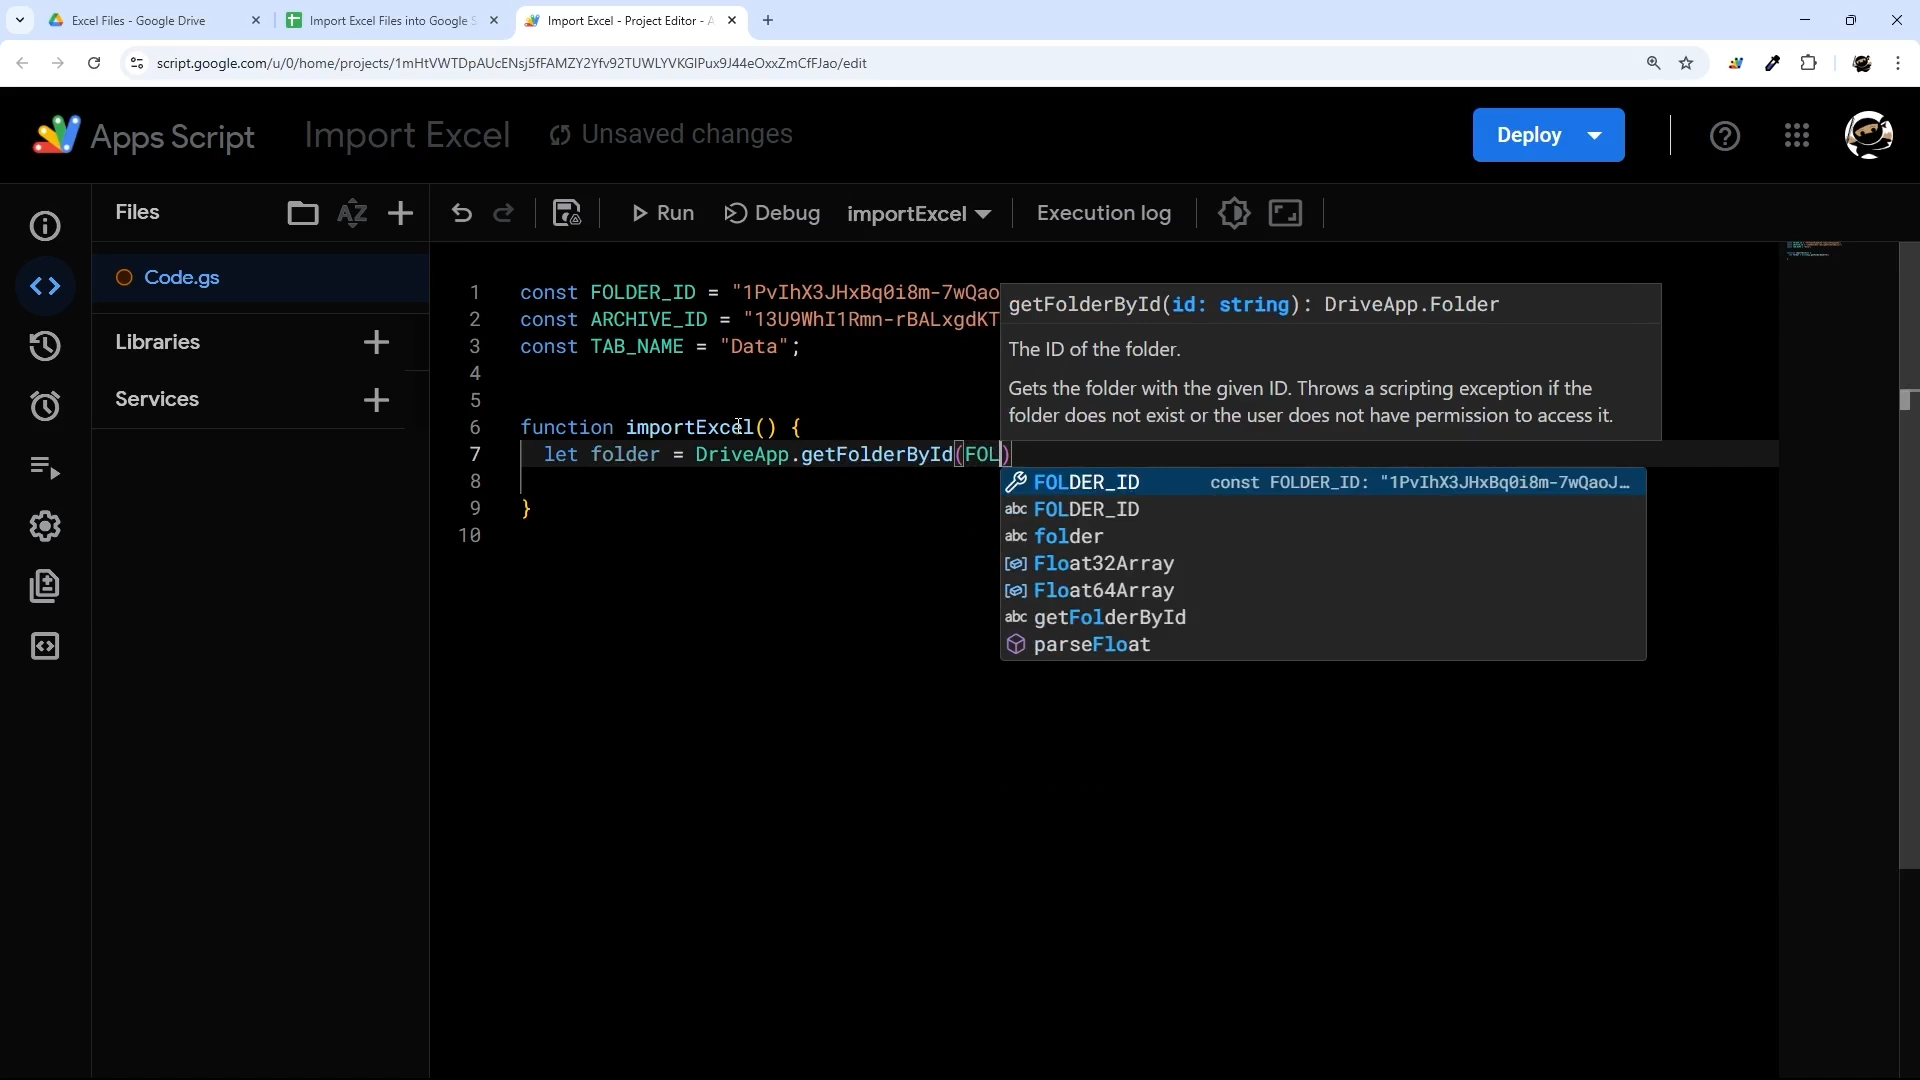 Excel Files - Google Drive
Import Excel Files into Google S
Import Excel - Project Editor - A
script.google.com/u/0/home/projects/1mHtVWTDpAUcENsj5fFAMZY2Yfv92TUWLYVKGlPux9J44eOxxZmCfFJao/edit
Apps Script
Import Excel
Unsaved changes
Deploy
Files
AZ
Run
Debug
importExcel
Execution log
Code.gs
Libraries
Services
1 const FOLDER_ID = "1PvIhX3JHxBq0i8m-7wQao
2 const ARCHIVE_ID = "13U9WhI1Rmn-rBALxgdKT
3 const TAB_NAME = "Data";
4
5
6 function importExcel() {
7 let folder = DriveApp.getFolderById(FOL)
8
9 }
10
getFolderById(id: string): DriveApp.Folder
The ID of the folder.
Gets the folder with the given ID. Throws a scripting exception if the
folder does not exist or the user does not have permission to access it.
FOLDER_ID const FOLDER_ID: "1PvIhX3JHxBq0i8m-7wQaoJ…
abc FOLDER_ID
abc folder
Float32Array
Float64Array
abc getFolderById
parseFloat